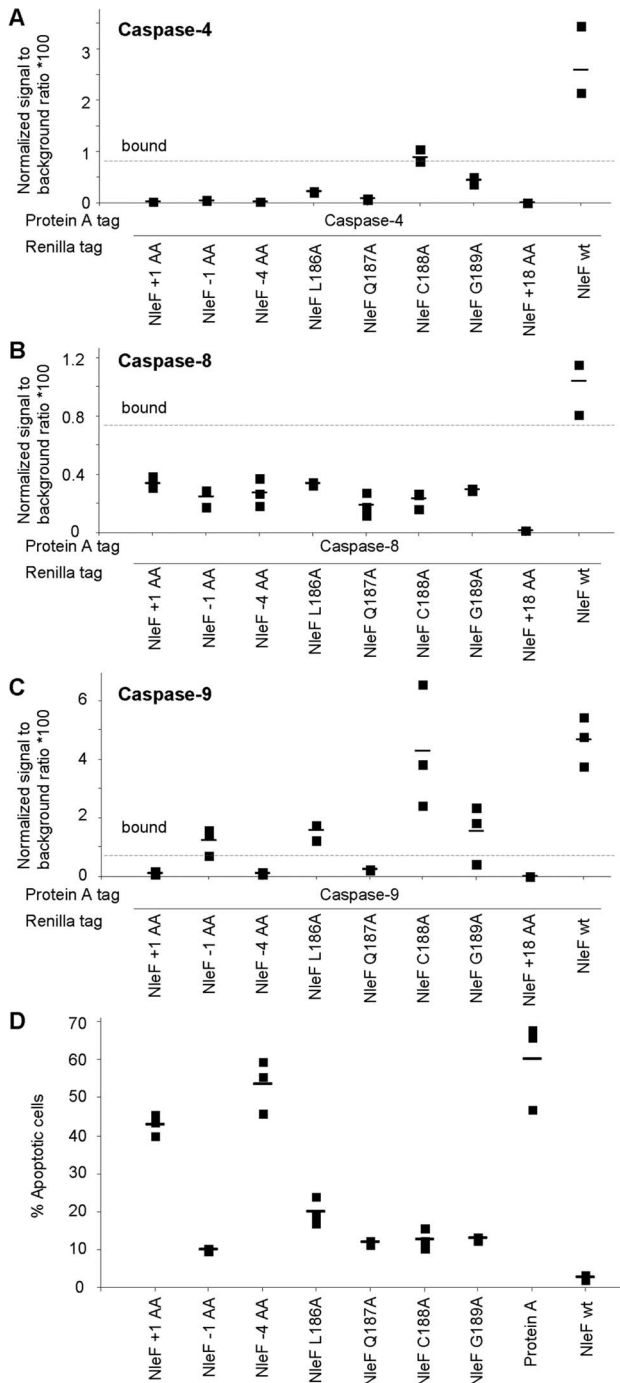 A
Caspase-4
Normalized signal to
background ratio *100
3
2
1
0
bound
Protein A tag
Caspase-4
Renilla tag
NleF +1 AA
NleF -1 AA
NleF -4 AA
NleF L186A
NleF Q187A
NleF C188A
NleF G189A
NleF +18 AA
NleF wt
B
Caspase-8
Normalized signal to
background ratio *100
1.2
0.8
0.4
0
bound
Protein A tag
Caspase-8
Renilla tag
NleF +1 AA
NleF -1 AA
NleF -4 AA
NleF L186A
NleF Q187A
NleF C188A
NleF G189A
NleF +18 AA
NleF wt
C
Caspase-9
Normalized signal to
background ratio *100
6
4
2
0
bound
Protein A tag
Caspase-9
Renilla tag
NleF +1 AA
NleF -1 AA
NleF -4 AA
NleF L186A
NleF Q187A
NleF C188A
NleF G189A
NleF +18 AA
NleF wt
D
% Apoptotic cells
70
60
50
40
30
20
10
0
NleF +1 AA
NleF -1 AA
NleF -4 AA
NleF L186A
NleF Q187A
NleF C188A
NleF G189A
Protein A
NleF wt